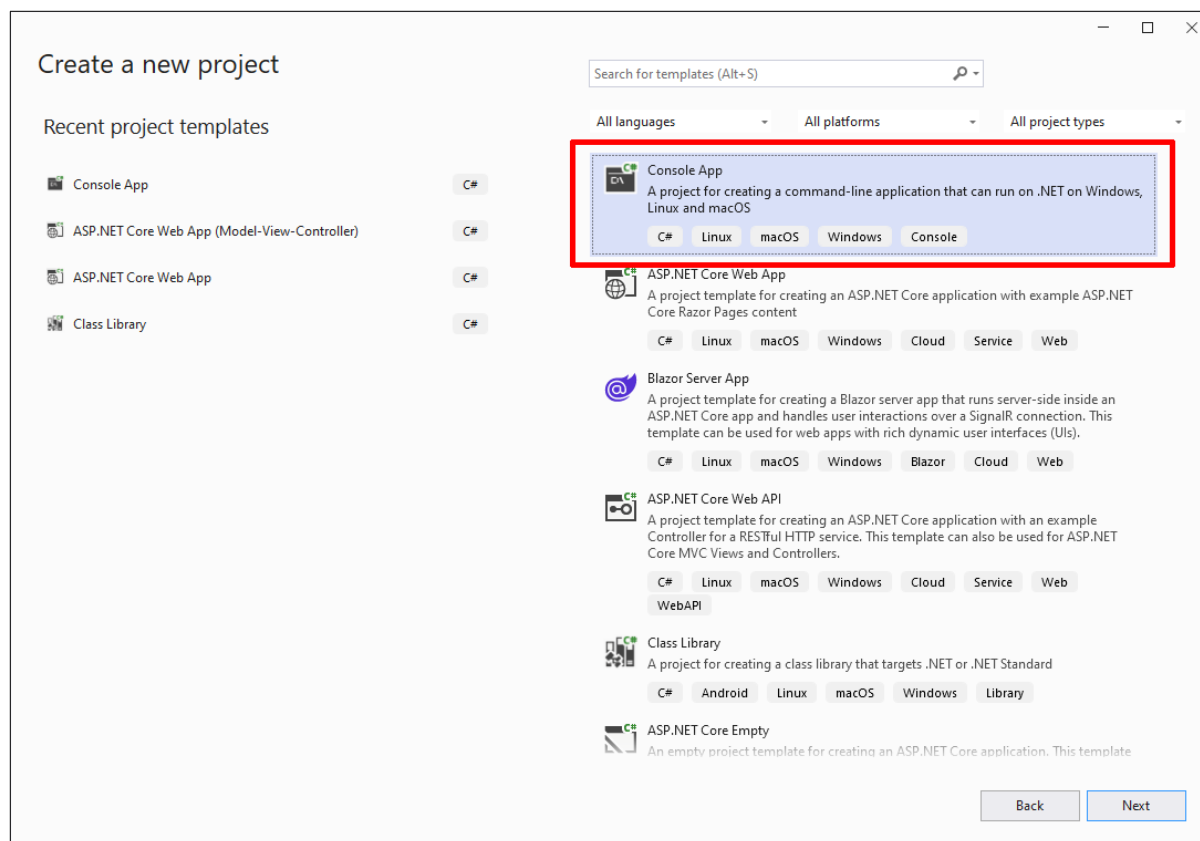 Create a new project
Search for templates (Alt+S)
Recent project templates
All languages
All platforms
All project types
Console App
C#
ASP.NET Core Web App (Model-View-Controller)
C#
ASP.NET Core Web App
C#
Class Library
C#
C#
D:\
Console App
A project for creating a command-line application that can run on .NET on Windows,
Linux and macOS
C# Linux macOS Windows Console
C#
ASP.NET Core Web App
A project template for creating an ASP.NET Core application with example ASP.NET
Core Razor Pages content
C# Linux macOS Windows Cloud Service Web
@
Blazor Server App
A project template for creating a Blazor server app that runs server-side inside an
ASP.NET Core app and handles user interactions over a SignalR connection. This
template can be used for web apps with rich dynamic user interfaces (UIs).
C# Linux macOS Windows Blazor Cloud Web
C#
ASP.NET Core Web API
A project template for creating an ASP.NET Core application with an example
Controller for a RESTful HTTP service. This template can also be used for ASP.NET
Core MVC Views and Controllers.
C# Linux macOS Windows Cloud Service Web
WebAPI
C#
Class Library
A project for creating a class library that targets .NET or .NET Standard
C# Android Linux macOS Windows Library
C#
ASP.NET Core Empty
An empty project template for creating an ASP.NET Core application. This template
Back
Next